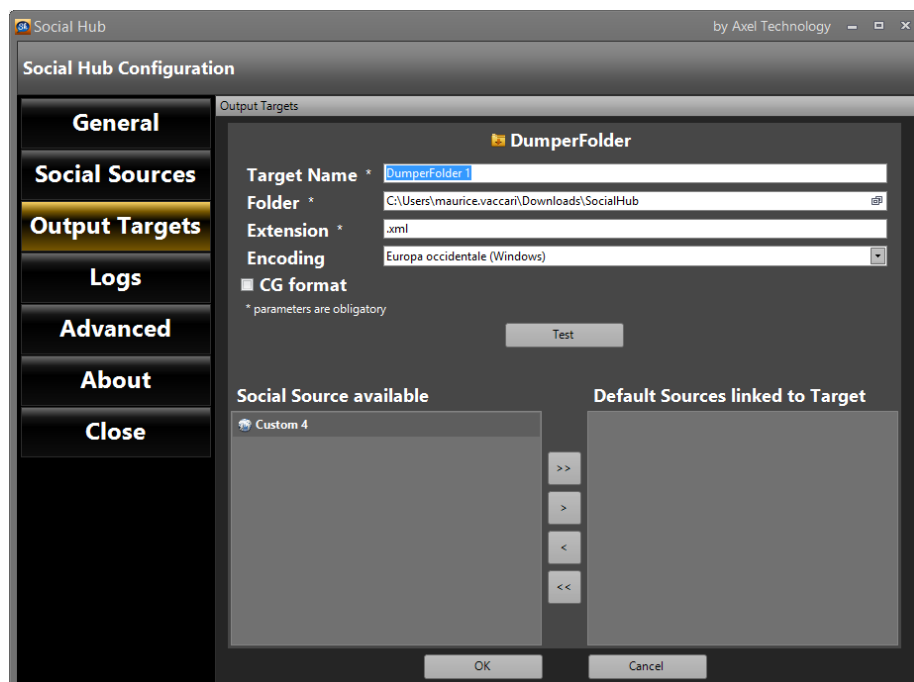 Social Hub
by Axel Technology
Social Hub Configuration
General
Social Sources
Output Targets
Logs
Advanced
About
Close
Output Targets
DumperFolder
Target Name *
DumperFolder 1
Folder *
C:\Users\maurice.vaccari\Downloads\SocialHub
Extension *
.xml
Encoding
Europa occidentale (Windows)
CG format
* parameters are obligatory
Test
Social Source available
Default Sources linked to Target
Custom 4
>>
>
<
<<
OK
Cancel